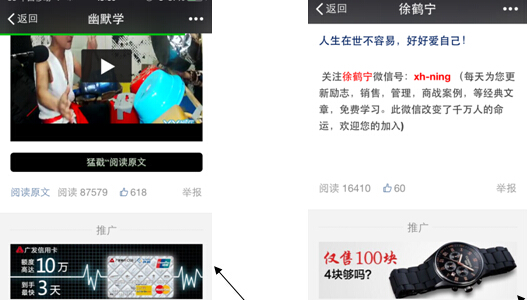 返回
幽默学
猛戳“阅读原文
阅读原文 阅读 87579 618 举报
推广
广发信用卡
额度高达 10万
到手最快 3天
返回
徐鹤宁
人生在世不容易，好好爱自己!
关注徐鹤宁微信号：xh-ning （每天为您更
新励志，销售，管理，商战案例，等经典文
章，免费学习。此微信改变了千万人的命
运，欢迎您的加入)
阅读 16410 60 举报
推广
仅售100块
4块够吗?